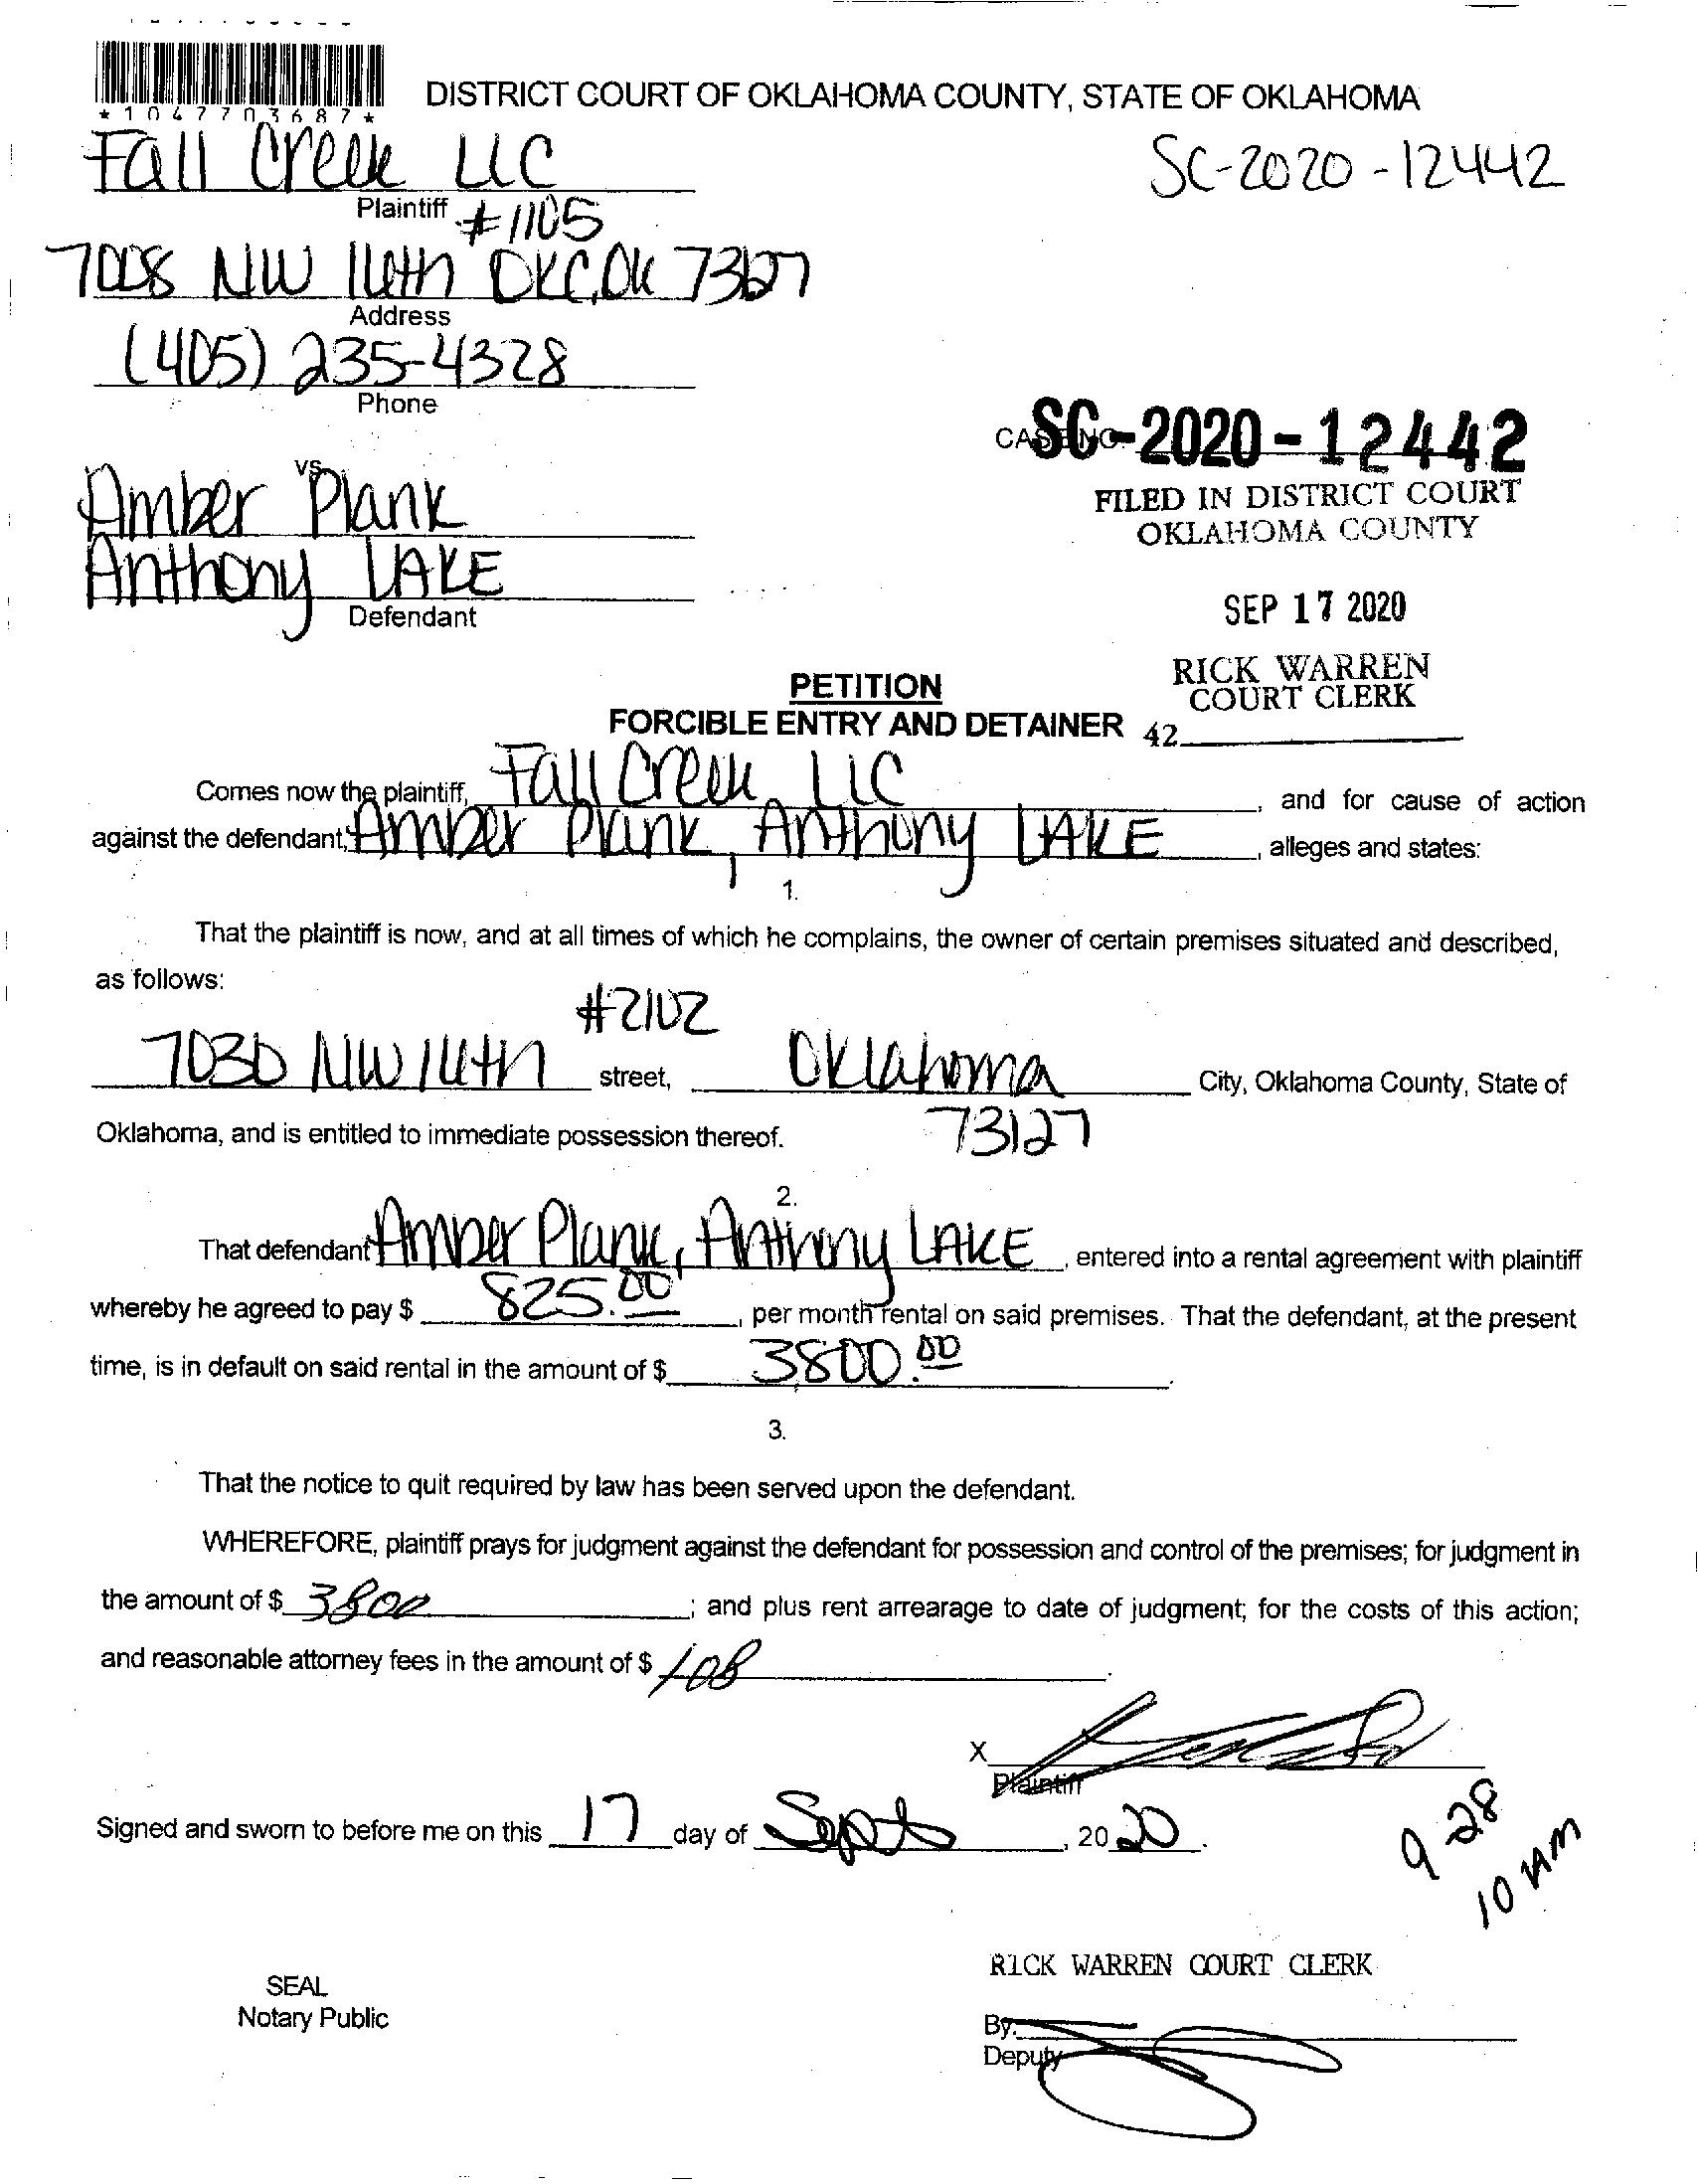 *1047703687*
DISTRICT COURT OF OKLAHOMA COUNTY, STATE OF OKLAHOMA
Fall Creek LLC
SC-2020-12442
Plaintiff #1105
7008 NW 16th OKC, OK 73127
Address
(405) 235-4328
Phone
CASE NO. SC-2020-12442
vs.
Amber Plank
FILED IN DISTRICT COURT
OKLAHOMA COUNTY
Anthony LAKE
Defendant
SEP 17 2020
RICK WARREN
COURT CLERK
PETITION
FORCIBLE ENTRY AND DETAINER
42
Comes now the plaintiff, Fall Creek LLC, and for cause of action
against the defendant, Amber Plank, Anthony LAKE, alleges and states:
1.
That the plaintiff is now, and at all times of which he complains, the owner of certain premises situated and described,
as follows:
#2102
7030 NW 16th street, Oklahoma City, Oklahoma County, State of
Oklahoma, and is entitled to immediate possession thereof. 73127
2.
That defendant Amber Plank, Anthony LAKE, entered into a rental agreement with plaintiff
whereby he agreed to pay $ 825.00, per month rental on said premises. That the defendant, at the present
time, is in default on said rental in the amount of $ 3,800.00.
3.
That the notice to quit required by law has been served upon the defendant.
WHEREFORE, plaintiff prays for judgment against the defendant for possession and control of the premises; for judgment in
the amount of $ 3800; and plus rent arrearage to date of judgment; for the costs of this action;
and reasonable attorney fees in the amount of $ 108.
X
Plaintiff
Signed and sworn to before me on this 17 day of Sept, 2020.
9-28
10 AM
RICK WARREN COURT CLERK
SEAL
Notary Public
By:
Deputy